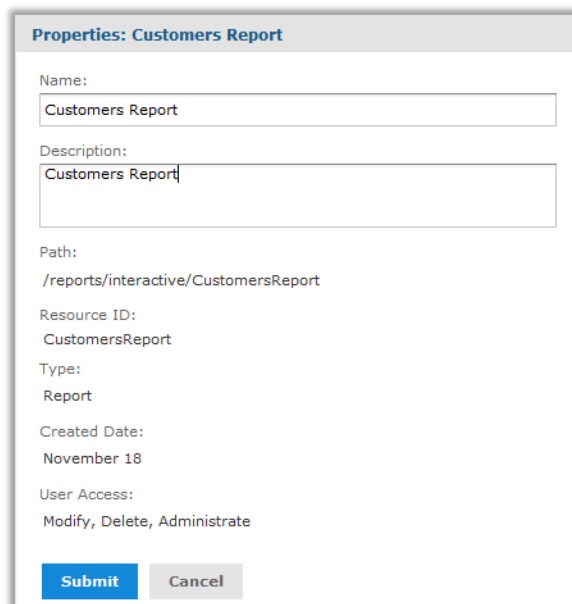 Properties: Customers Report
Name:
Customers Report
Description:
Customers Report
Path:
/reports/interactive/CustomersReport
Resource ID:
CustomersReport
Type:
Report
Created Date:
November 18
User Access:
Modify, Delete, Administrate
Submit Cancel